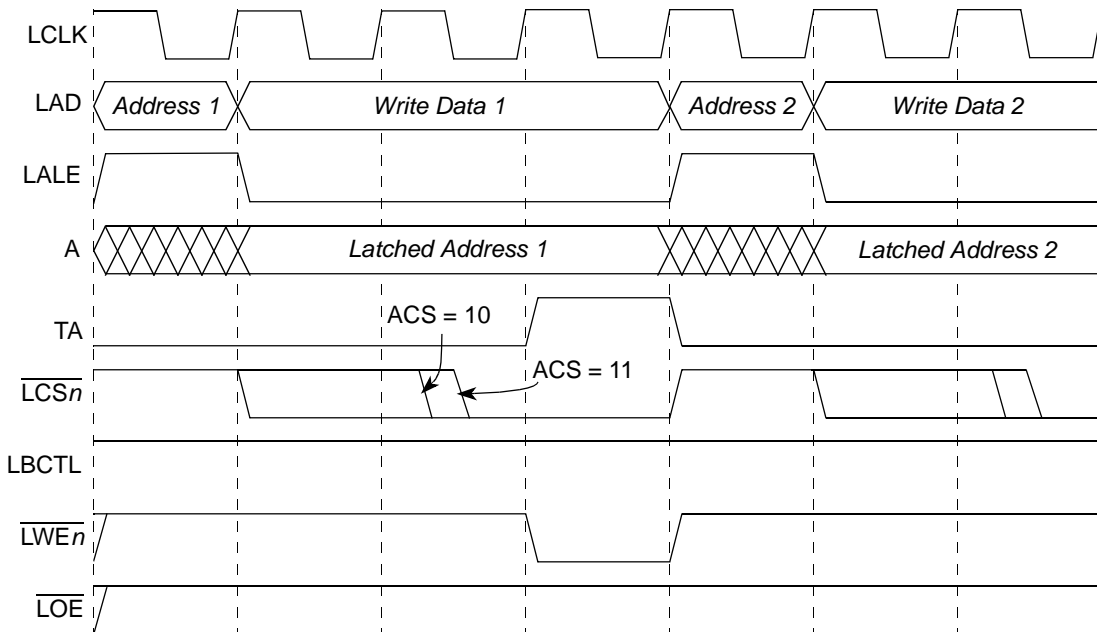 LCLK
LAD Address 1 Write Data 1 Address 2 Write Data 2
LALE
A Latched Address 1 Latched Address 2
TA ACS = 10
LCSn ACS = 11
LBCTL
LWEn
LOE